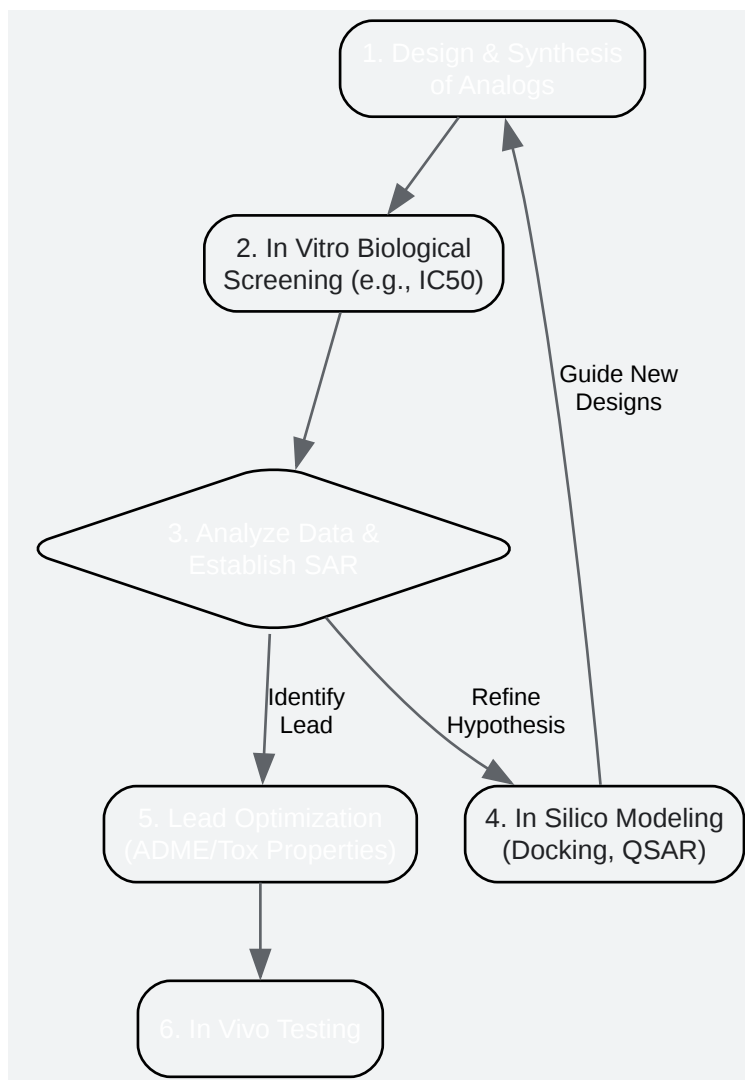 1. Design & Synthesis
of Analogs
2. In Vitro Biological
Screening (e.g., IC50)
Guide New
Designs
3. Analyze Data &
Establish SAR
Identify
Lead
Refine
Hypothesis
5. Lead Optimization
(ADME/Tox Properties)
4. In Silico Modeling
(Docking, QSAR)
6. In Vivo Testing